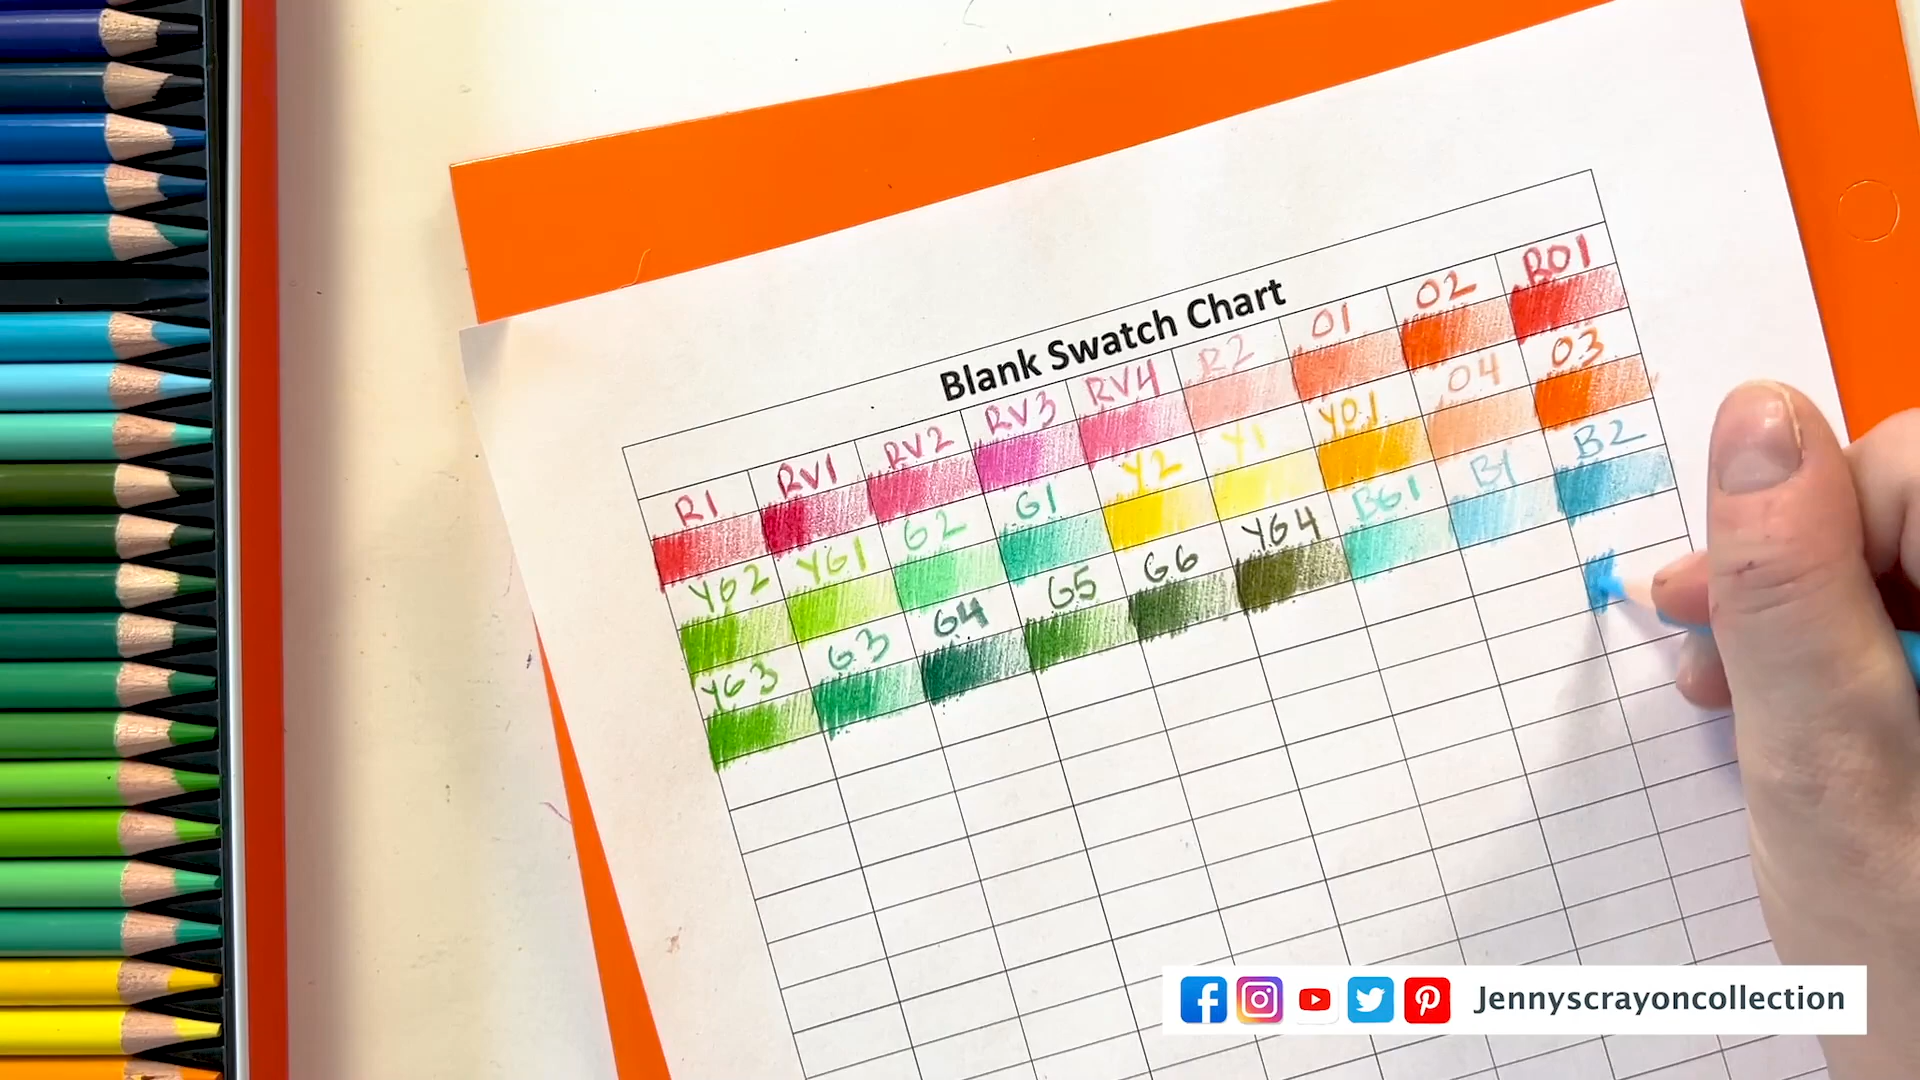 Blank Swatch Chart
R1 RV1 RV2 RV3 RV4 R2 O1 O2 RO1
YG2 YG1 G2 G1 Y2 Y1 YO1 O4 O3
YG3 G3 G4 G5 G6 YG4 BG1 B1 B2
Jennyscrayoncollection